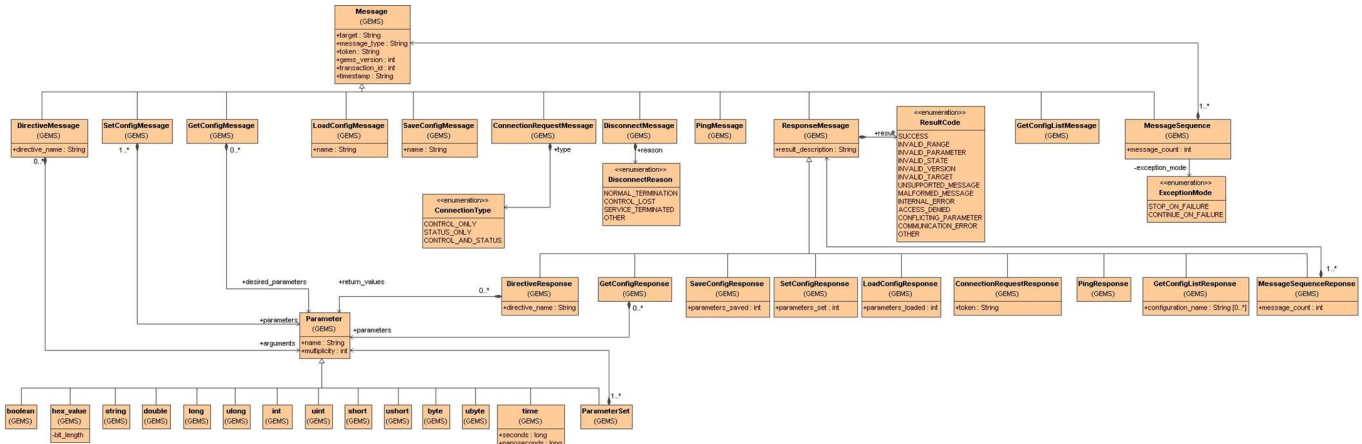 Message
(GEMS)
+target : String
+message_type : String
+token : String
+gems_version : int
+transaction_id : int
+timestamp : String
1..*
DirectiveMessage
(GEMS)
+directive_name : String
0..*
SetConfigMessage
(GEMS)
1..*
GetConfigMessage
(GEMS)
0..*
LoadConfigMessage
(GEMS)
+name : String
SaveConfigMessage
(GEMS)
+name : String
ConnectionRequestMessage
(GEMS)
+type
DisconnectMessage
(GEMS)
+reason
PingMessage
(GEMS)
ResponseMessage
(GEMS)
+result_description : String
+result
<<enumeration>>
ResultCode
SUCCESS
INVALID_RANGE
INVALID_PARAMETER
INVALID_STATE
INVALID_VERSION
INVALID_TARGET
UNSUPPORTED_MESSAGE
MALFORMED_MESSAGE
INTERNAL_ERROR
ACCESS_DENIED
CONFLICTING_PARAMETER
COMMUNICATION_ERROR
OTHER
GetConfigListMessage
(GEMS)
MessageSequence
(GEMS)
+message_count : int
-exception_mode
<<enumeration>>
ExceptionMode
STOP_ON_FAILURE
CONTINUE_ON_FAILURE
<<enumeration>>
DisconnectReason
NORMAL_TERMINATION
CONTROL_LOST
SERVICE_TERMINATED
OTHER
<<enumeration>>
ConnectionType
CONTROL_ONLY
STATUS_ONLY
CONTROL_AND_STATUS
+desired_parameters
+return_values
0..*
DirectiveResponse
(GEMS)
+directive_name : String
GetConfigResponse
(GEMS)
0..*
SaveConfigResponse
(GEMS)
+parameters_saved : int
SetConfigResponse
(GEMS)
+parameters_set : int
LoadConfigResponse
(GEMS)
+parameters_loaded : int
ConnectionRequestResponse
(GEMS)
+token : String
PingResponse
(GEMS)
GetConfigListResponse
(GEMS)
+configuration_name : String [0..*]
1..*
MessageSequenceReponse
(GEMS)
+message_count : int
+parameters
+arguments
Parameter
(GEMS)
+name : String
+multiplicity : int
+parameters
boolean
(GEMS)
hex_value
(GEMS)
-bit_length
string
(GEMS)
double
(GEMS)
long
(GEMS)
ulong
(GEMS)
int
(GEMS)
uint
(GEMS)
short
(GEMS)
ushort
(GEMS)
byte
(GEMS)
ubyte
(GEMS)
time
(GEMS)
+seconds : long
+nanoseconds : long
1..*
ParameterSet
(GEMS)